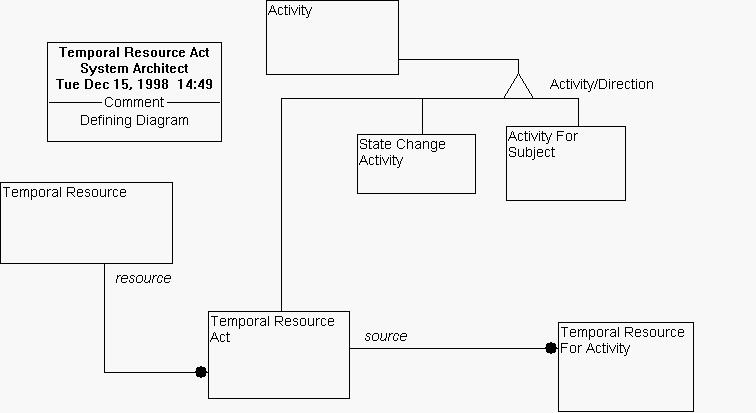 Activity
Temporal Resource Act
System Architect
Tue Dec 15, 1998 14:49
Comment
Defining Diagram
Activity/Direction
State Change
Activity
Activity For
Subject
Temporal Resource
resource
Temporal Resource
Act
source
Temporal Resource
For Activity